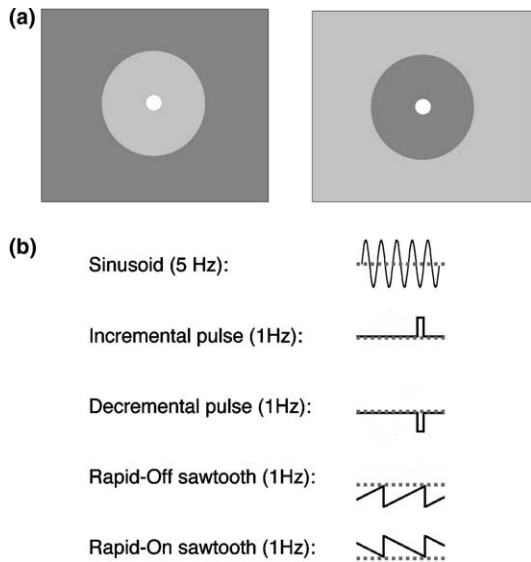 (a)
(b)
Sinusoid (5 Hz):
Incremental pulse (1Hz):
Decremental pulse (1Hz):
Rapid-Off sawtooth (1Hz):
Rapid-On sawtooth (1Hz):